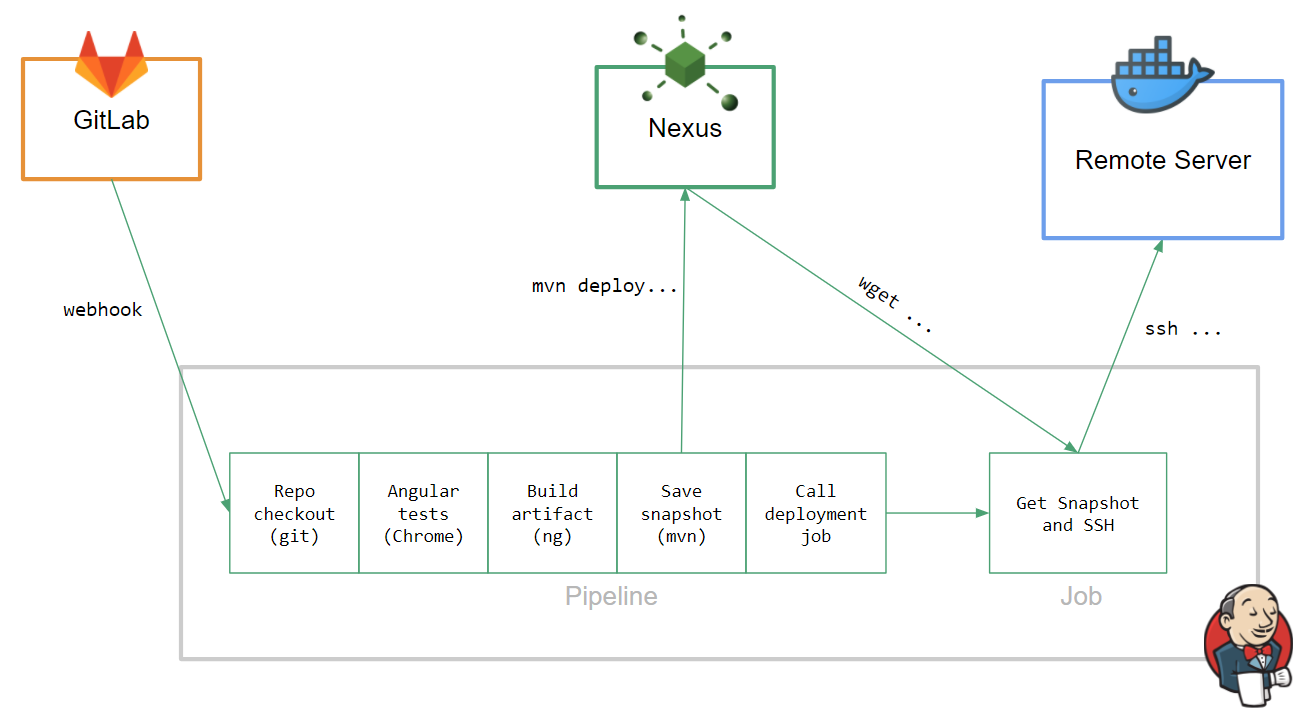 GitLab
Nexus
Remote Server
webhook
mvn deploy...
wget ...
ssh ...
Repo
checkout
(git)
Angular
tests
(Chrome)
Build
artifact
(ng)
Save
snapshot
(mvn)
Call
deployment
job
Get Snapshot
and SSH
Pipeline
Job